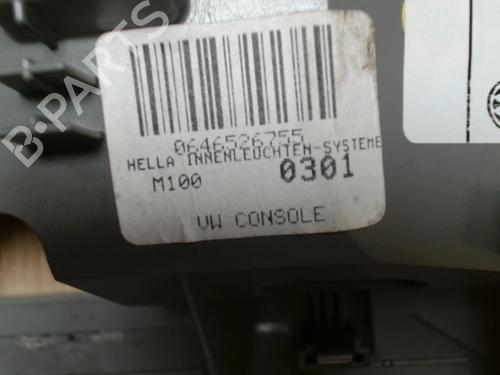 B-PARTS
0646526755
HELLA INNENLEUCHTEN-SYSTEME
M100 0301
VW CONSOLE